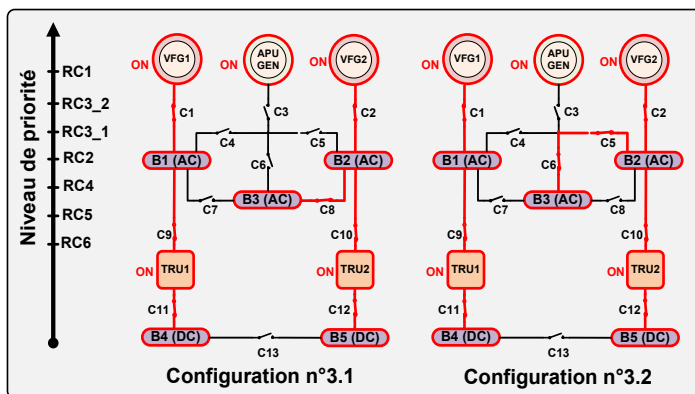 Niveau de priorité
RC1
RC3_2
RC3_1
RC2
RC4
RC5
RC6
VFG1
APU
GEN
VFG2
ON
ON
ON
C1
C3
C2
C4
C5
B1 (AC)
C6
B2 (AC)
B3 (AC)
C7
C8
C9
C10
ON
TRU1
ON
TRU2
C11
C12
B4 (DC)
B5 (DC)
C13
Configuration n°3.1
VFG1
APU
GEN
VFG2
ON
ON
ON
C1
C3
C2
C4
C5
B1 (AC)
C6
B2 (AC)
B3 (AC)
C7
C8
C9
C10
ON
TRU1
ON
TRU2
C11
C12
B4 (DC)
B5 (DC)
C13
Configuration n°3.2